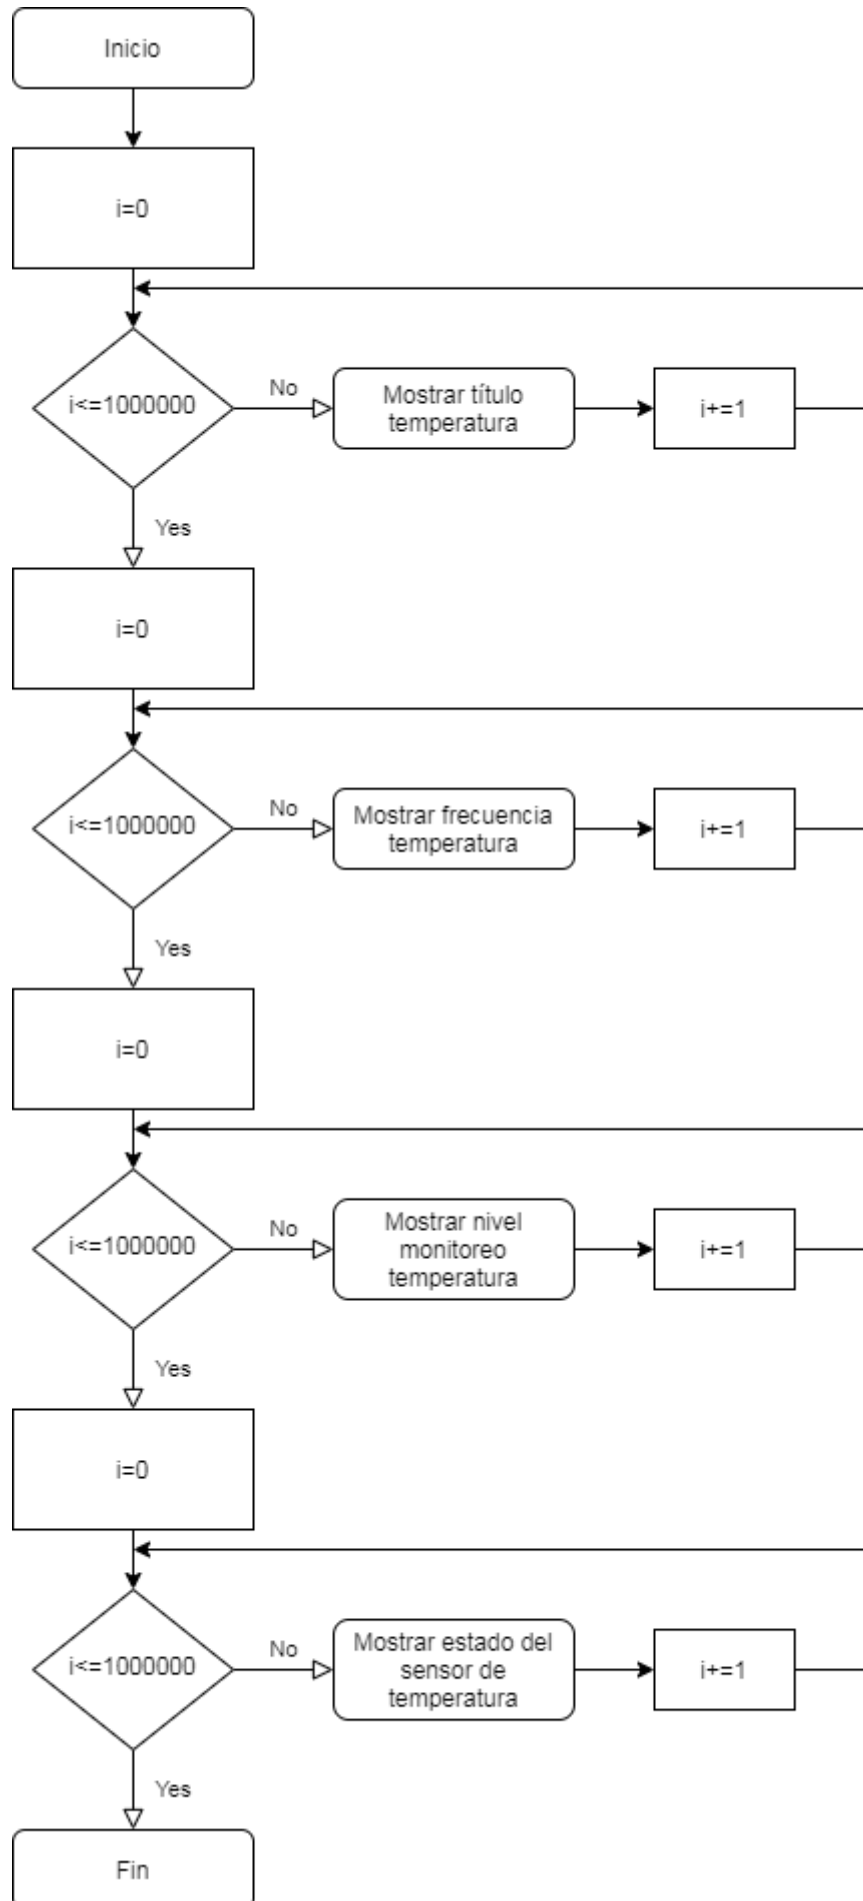 Inicio
i=0
i<=1000000
No
Mostrar título
temperatura
i+=1
Yes
i=0
i<=1000000
No
Mostrar frecuencia
temperatura
i+=1
Yes
i=0
i<=1000000
No
Mostrar nivel
monitoreo
temperatura
i+=1
Yes
i=0
i<=1000000
No
Mostrar estado del
sensor de
temperatura
i+=1
Yes
Fin